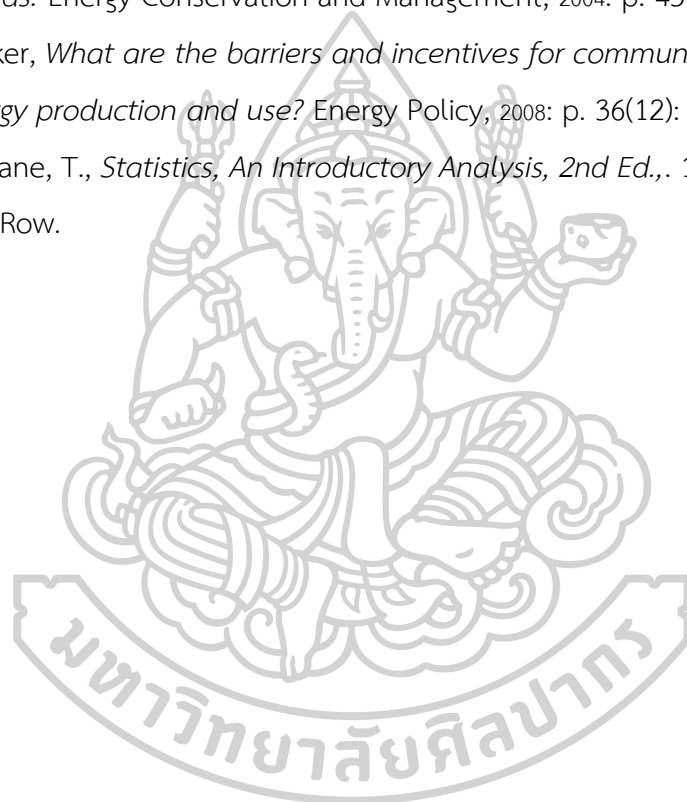 Energy Conservation and Management, 2004: p. 45
ker, What are the barriers and incentives for commun
gy production and use? Energy Policy, 2008: p. 36(12):
ane, T., Statistics, An Introductory Analysis, 2nd Ed.,.
Row.
มหาวิทยาลัยศิลปากร